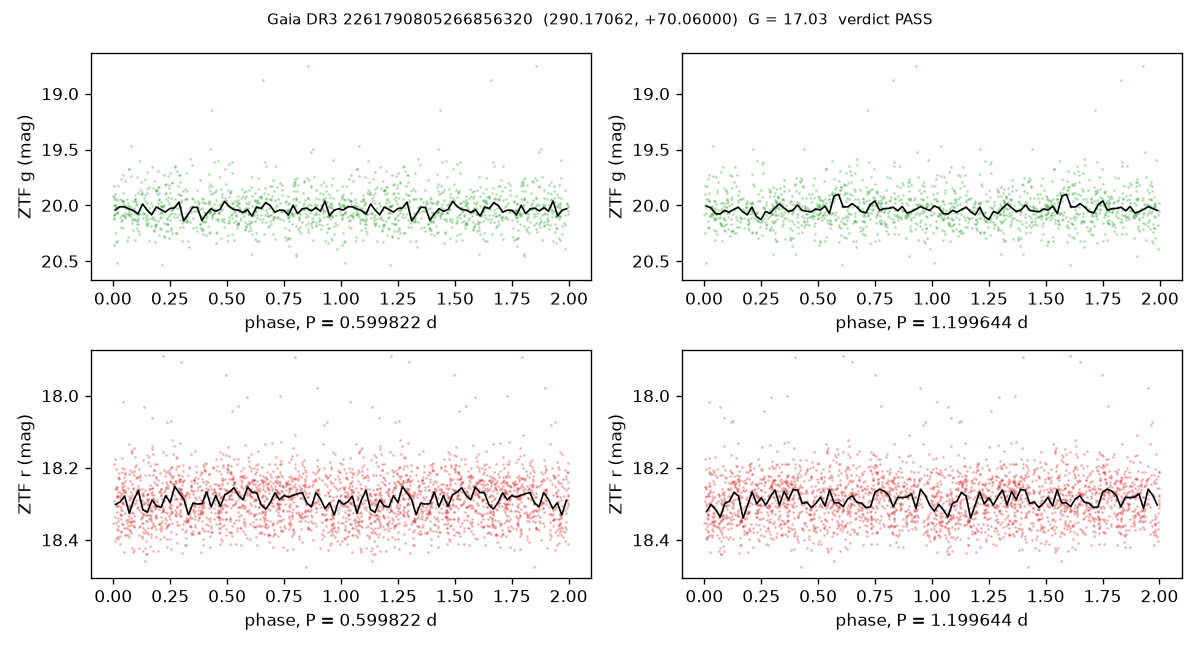 Gaia DR3 2261790805266856320  (290.17062, +70.06000)  G = 17.03  verdict PASS
ZTF g (mag)
19.0
19.5
20.0
20.5
0.00 0.25 0.50 0.75 1.00 1.25 1.50 1.75 2.00
phase, P = 0.599822 d
ZTF g (mag)
19.0
19.5
20.0
20.5
0.00 0.25 0.50 0.75 1.00 1.25 1.50 1.75 2.00
phase, P = 1.199644 d
ZTF r (mag)
18.0
18.2
18.4
0.00 0.25 0.50 0.75 1.00 1.25 1.50 1.75 2.00
phase, P = 0.599822 d
ZTF r (mag)
18.0
18.2
18.4
0.00 0.25 0.50 0.75 1.00 1.25 1.50 1.75 2.00
phase, P = 1.199644 d